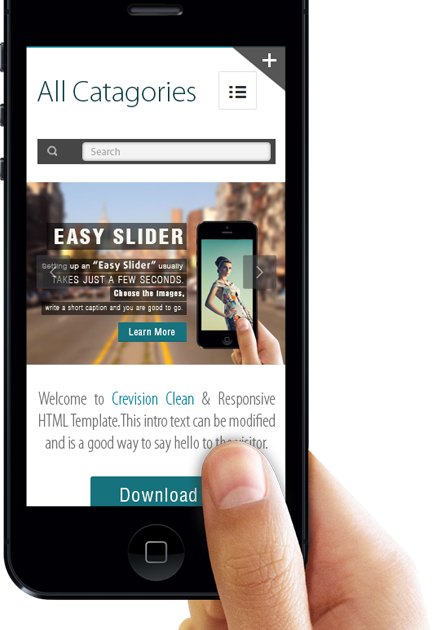 All Catagories
Search
EASY SLIDER
Setting up an "Easy Slider" usually
TAKES JUST A FEW SECONDS.
Choose the Images,
write a short caption and you are good to go.
Learn More
Welcome to Crevision Clean & Responsive
HTML Template.This intro text can be modified
and is a good way to say hello to the visitor.
Download